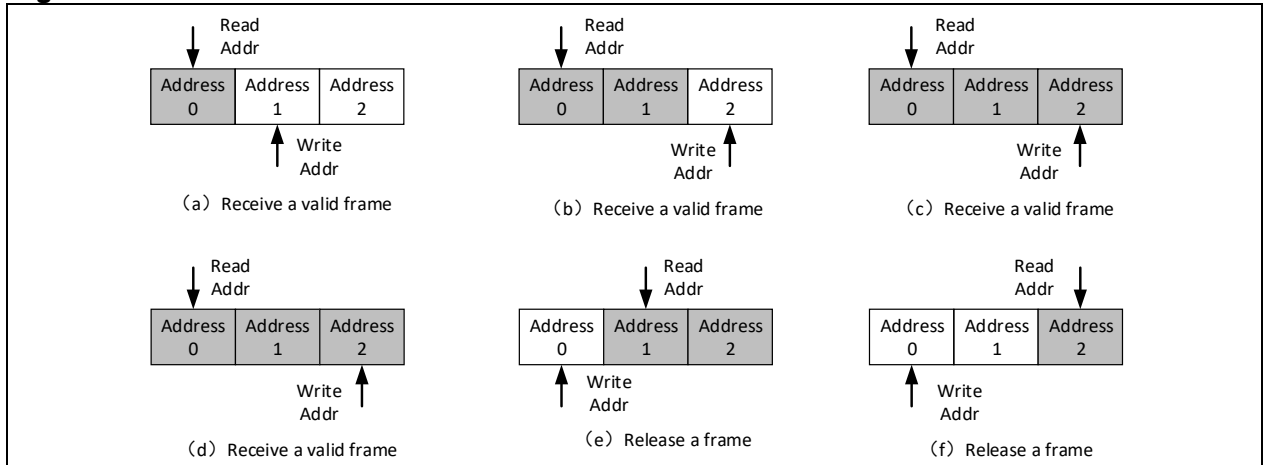 Read
Addr
Address 0
Address 1
Address 2
Write
Addr
（a）Receive a valid frame
Read
Addr
Address 0
Address 1
Address 2
Write
Addr
（b）Receive a valid frame
Read
Addr
Address 0
Address 1
Address 2
Write
Addr
（c）Receive a valid frame
Read
Addr
Address 0
Address 1
Address 2
Write
Addr
（d）Receive a valid frame
Read
Addr
Address 0
Address 1
Address 2
Write
Addr
（e）Release a frame
Read
Addr
Address 0
Address 1
Address 2
Write
Addr
（f）Release a frame